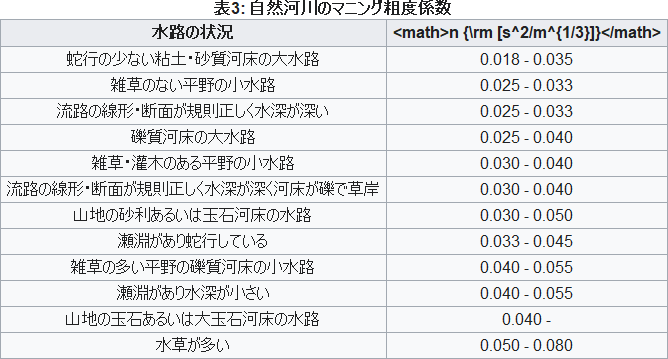 表3: 自然河川のマニング粗度係数
水路の状況 <math>n {\rm [s^2/m^{1/3}]}</math>
蛇行の少ない粘土・砂質河床の大水路 0.018 - 0.035
雑草のない平野の小水路 0.025 - 0.033
流路の線形・断面が規則正しく水深が深い 0.025 - 0.033
礫質河床の大水路 0.025 - 0.040
雑草・灌木のある平野の小水路 0.030 - 0.040
流路の線形・断面が規則正しく水深が深く河床が礫で草岸 0.030 - 0.040
山地の砂利あるいは玉石河床の水路 0.030 - 0.050
瀬淵があり蛇行している 0.033 - 0.045
雑草の多い平野の礫質河床の小水路 0.040 - 0.055
瀬淵があり水深が小さい 0.040 - 0.055
山地の玉石あるいは大玉石河床の水路 0.040 -
水草が多い 0.050 - 0.080